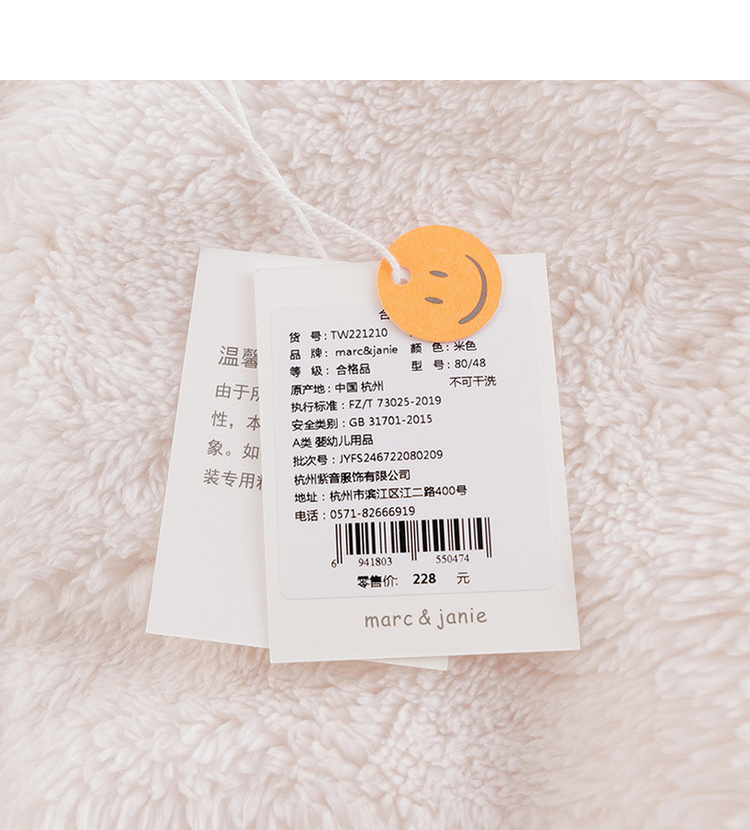 温馨
由于所
性，本
象。如
装专用
合
货 号：TW221210
品 牌：marc&janie 颜 色：米色
等 级：合格品 型 号：80/48
原产地：中国 杭州 不可干洗
执行标准：FZ/T 73025-2019
安全类别：GB 31701-2015
A类 婴幼儿用品
批次号：JYFS246722080209
杭州紫音服饰有限公司
地址：杭州市滨江区江二路400号
电话：0571-82666919
6 941803 550474
零售价: 228 元
marc & janie